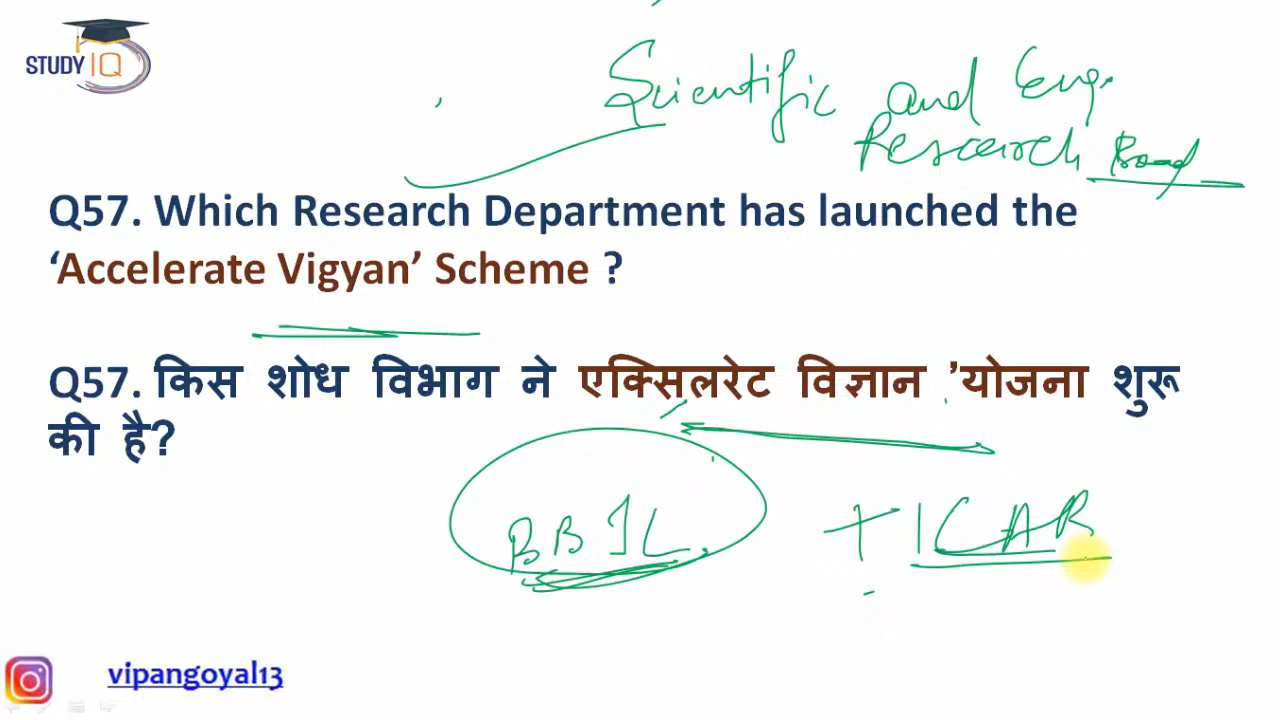 STUDY IQ
Scientific and Eng.
Research Board
Q57. Which Research Department has launched the
‘Accelerate Vigyan’ Scheme ?
Q57. किस शोध विभाग ने एक्सिलरेट विज्ञान ’योजना शुरू
की है?
BBIL + ICAR
vipangoyal13